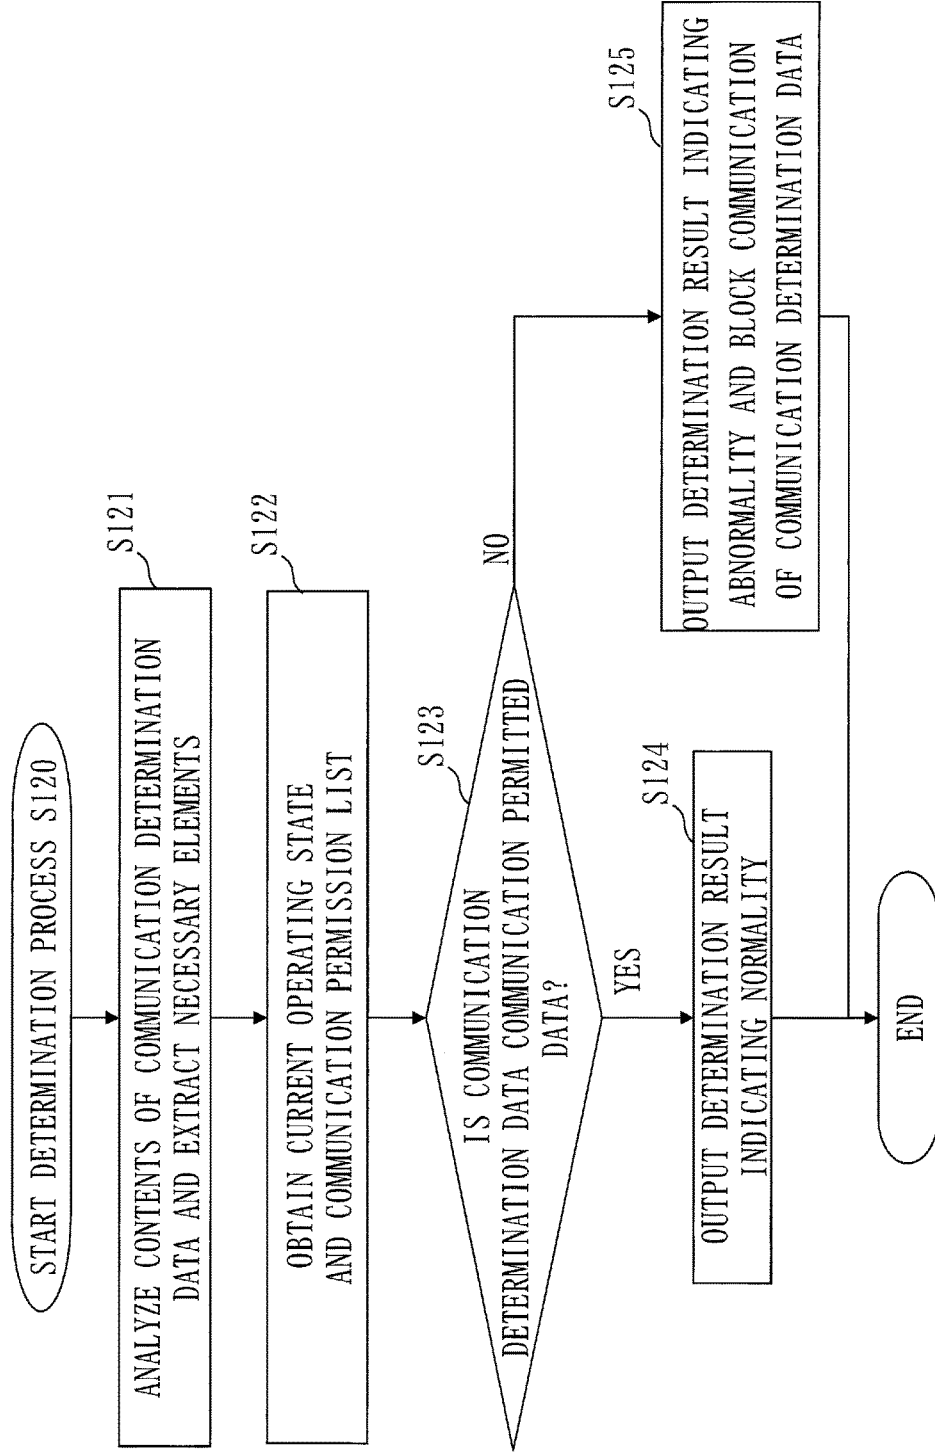 START DETERMINATION PROCESS S120
S121
ANALYZE CONTENTS OF COMMUNICATION DETERMINATION
DATA AND EXTRACT NECESSARY ELEMENTS
S122
OBTAIN CURRENT OPERATING STATE
AND COMMUNICATION PERMISSION LIST
S123
IS COMMUNICATION
DETERMINATION DATA COMMUNICATION PERMITTED
DATA?
NO
YES
S124
OUTPUT DETERMINATION RESULT
INDICATING NORMALITY
S125
OUTPUT DETERMINATION RESULT INDICATING
ABNORMALITY AND BLOCK COMMUNICATION
OF COMMUNICATION DETERMINATION DATA
END